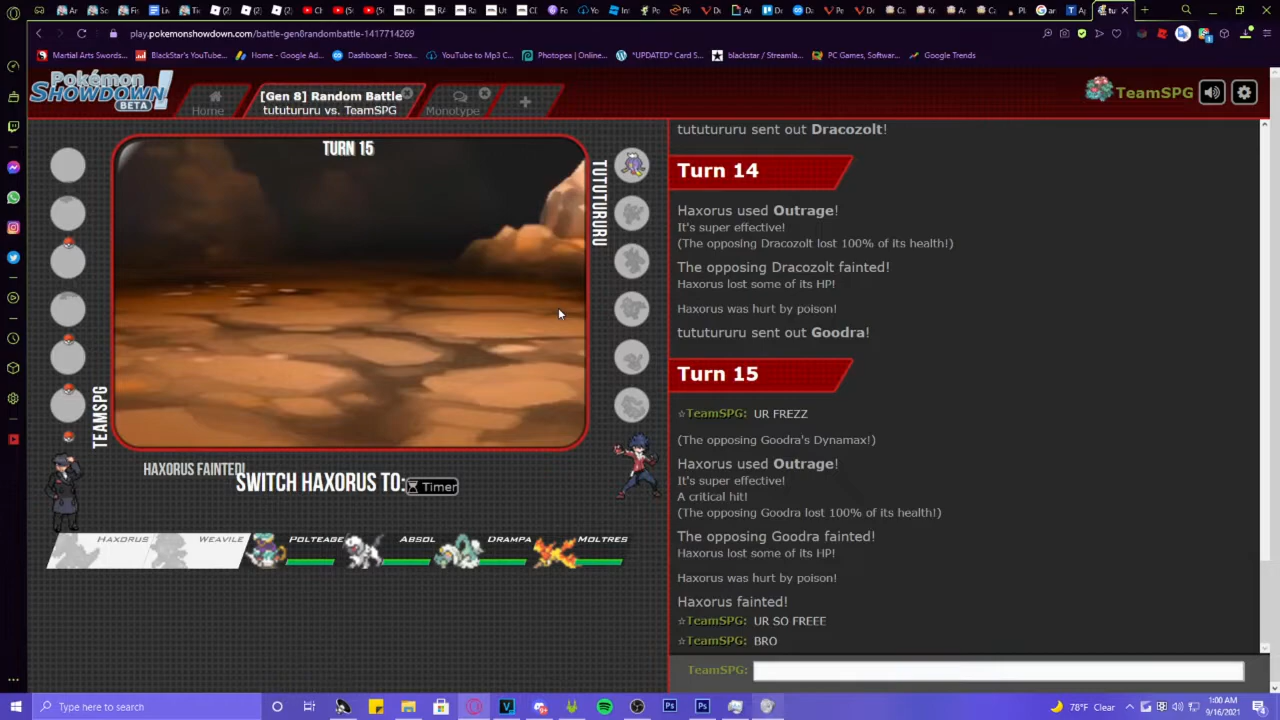 play.pokemonshowdown.com/battle-gen8randombattle-1417714269
Martial Arts Swords...
BlackStar's YouTube...
Home - Google Ad...
Dashboard - Strea...
YouTube to Mp3 C...
Photopea | Online...
*UPDATED* Card S...
blackstar / Streamla...
PC Games, Softwar...
Google Trends
Pokémon
SHOWDOWN!
BETA
Home
[Gen 8] Random Battle
tututururu vs. TeamSPG
Monotype
TeamSPG
TURN 15
TUTUTURURU
TEAMSPG
HAXORUS FAINTED!
SWITCH HAXORUS TO:
Timer
HAXORUS
WEAVILE
POLTEAGE
ABSOL
DRAMPA
MOLTRES
tututururu sent out Dracozolt!
Turn 14
Haxorus used Outrage!
It's super effective!
(The opposing Dracozolt lost 100% of its health!)
The opposing Dracozolt fainted!
Haxorus lost some of its HP!
Haxorus was hurt by poison!
tututururu sent out Goodra!
Turn 15
☆TeamSPG: UR FREZZ
(The opposing Goodra's Dynamax!)
Haxorus used Outrage!
It's super effective!
A critical hit!
(The opposing Goodra lost 100% of its health!)
The opposing Goodra fainted!
Haxorus lost some of its HP!
Haxorus was hurt by poison!
Haxorus fainted!
☆TeamSPG: UR SO FREEE
☆TeamSPG: BRO
TeamSPG:
Type here to search
78°F Clear
1:00 AM
9/16/2021